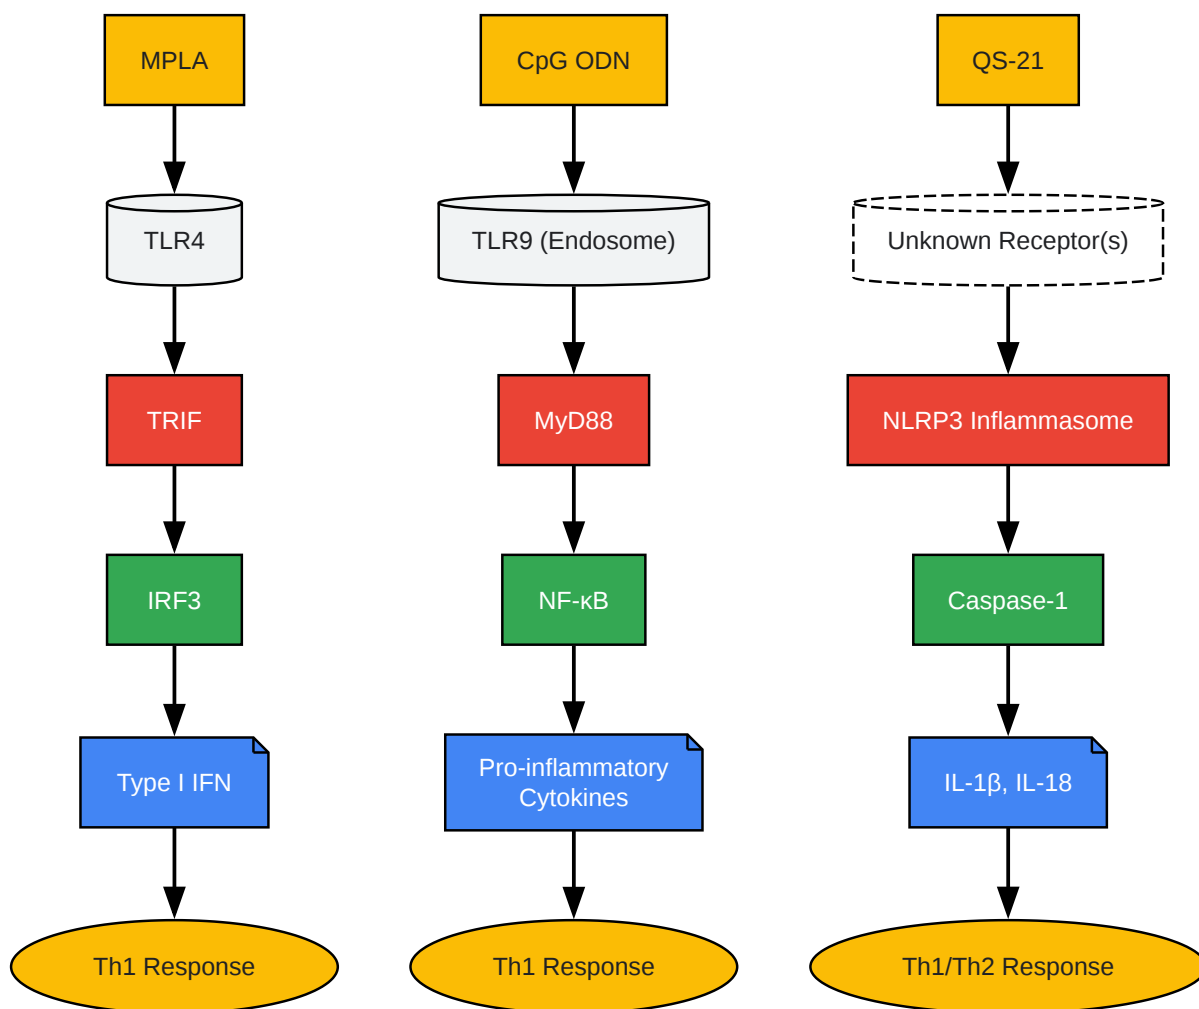 MPLA
CpG ODN
QS-21
TLR4
TLR9 (Endosome)
Unknown Receptor(s)
TRIF
MyD88
NLRP3 Inflammasome
IRF3
NF-κB
Caspase-1
Type I IFN
Pro-inflammatory
Cytokines
IL-1β, IL-18
Th1 Response
Th1 Response
Th1/Th2 Response